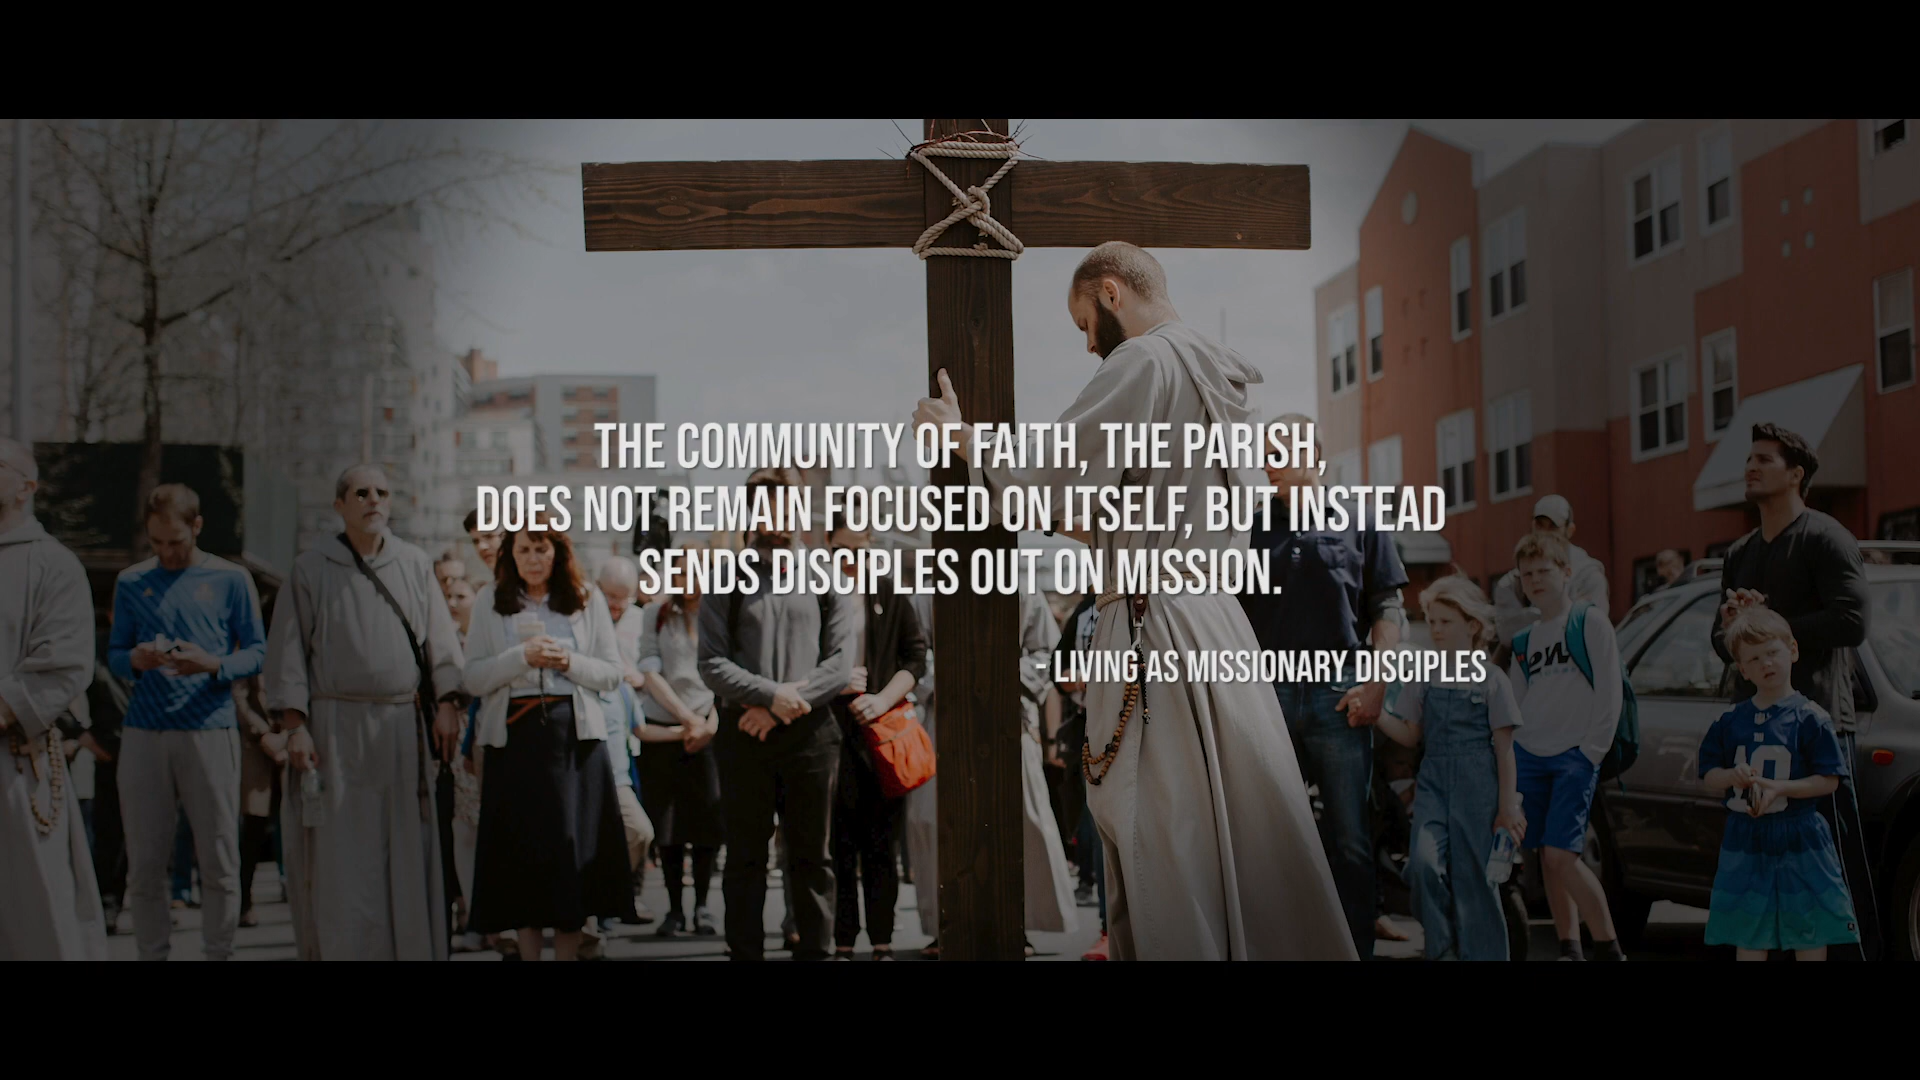 THE COMMUNITY OF FAITH, THE PARISH,
DOES NOT REMAIN FOCUSED ON ITSELF, BUT INSTEAD
SENDS DISCIPLES OUT ON MISSION.
- LIVING AS MISSIONARY DISCIPLES
10